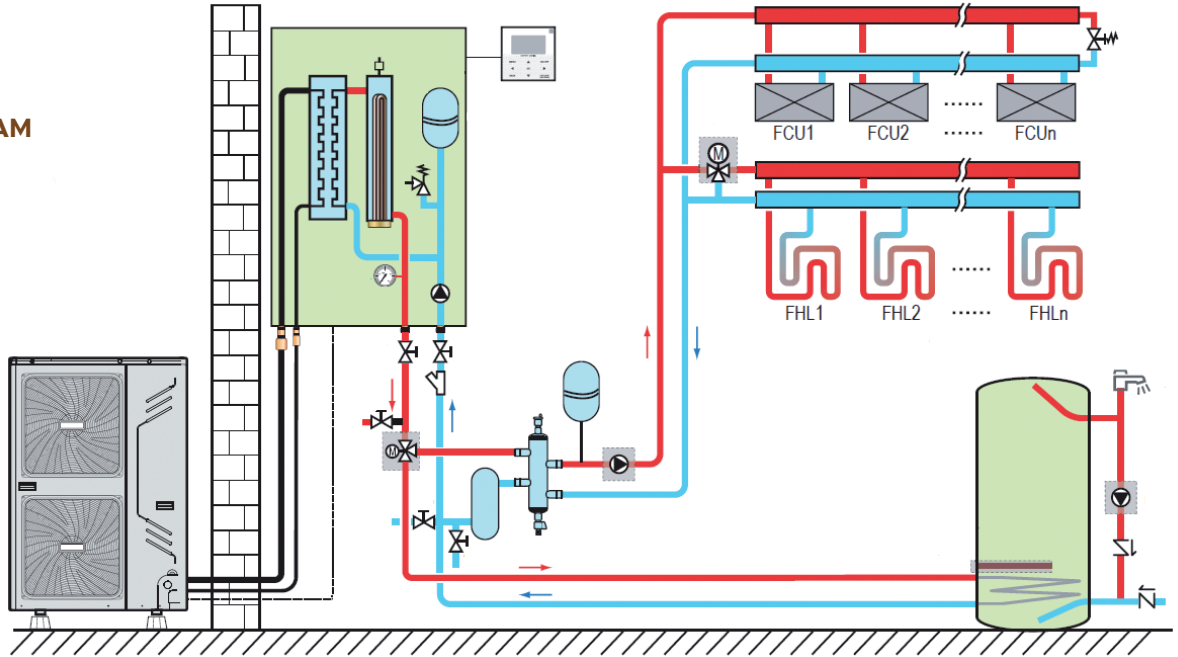 AM
FCU1 FCU2 ...... FCUn
......
M
FHL1 FHL2 ...... FHLn
......
M